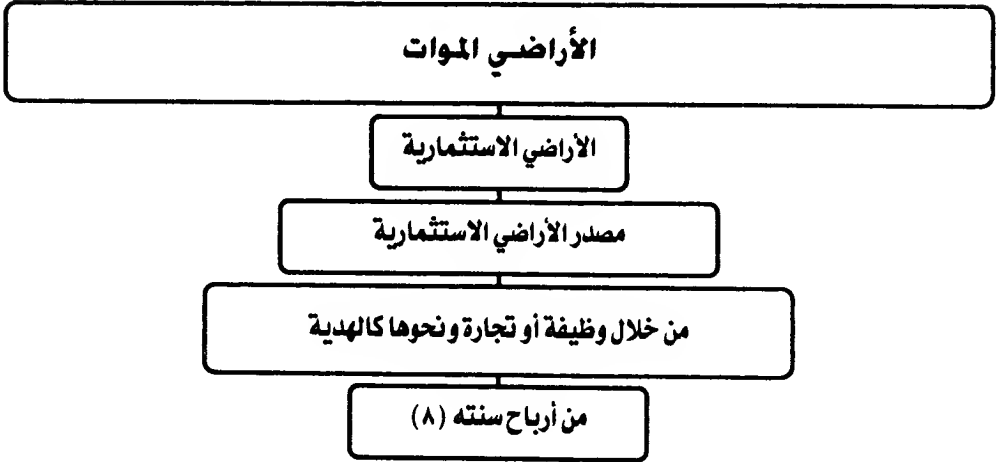 الأراضي الموات
الأراضي الاستثمارية
مصدر الأراضي الاستثمارية
من خلال وظيفة أو تجارة ونحوها كالهدية
من أرباح سنته (٨)